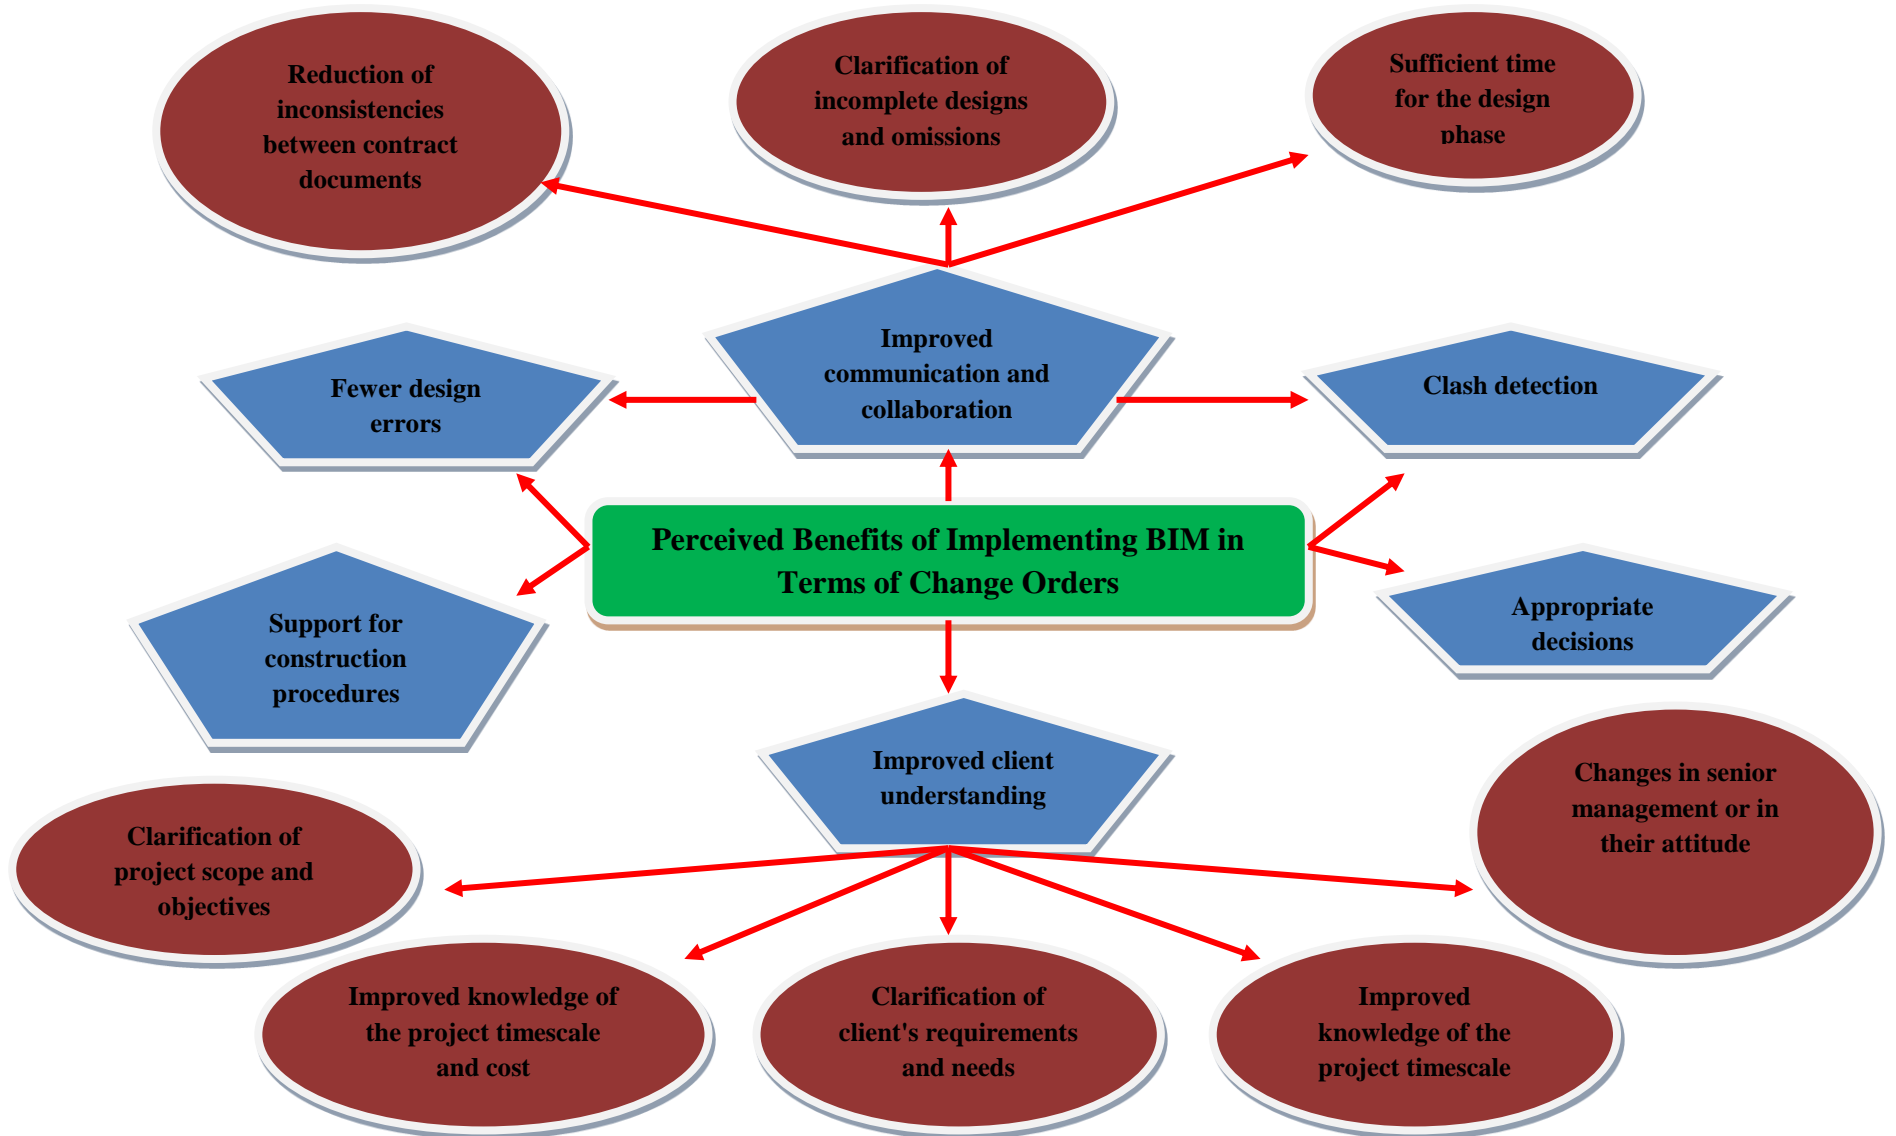 Reduction of
inconsistencies
between contract
documents
Clarification of
incomplete designs
and omissions
Sufficient time
for the design
phase
Fewer design
errors
Improved
communication and
collaboration
Clash detection
Perceived Benefits of Implementing BIM in
Terms of Change Orders
Support for
construction
procedures
Appropriate
decisions
Improved client
understanding
Changes in senior
management or in
their attitude
Clarification of
project scope and
objectives
Improved knowledge of
the project timescale
and cost
Clarification of
client's requirements
and needs
Improved
knowledge of the
project timescale